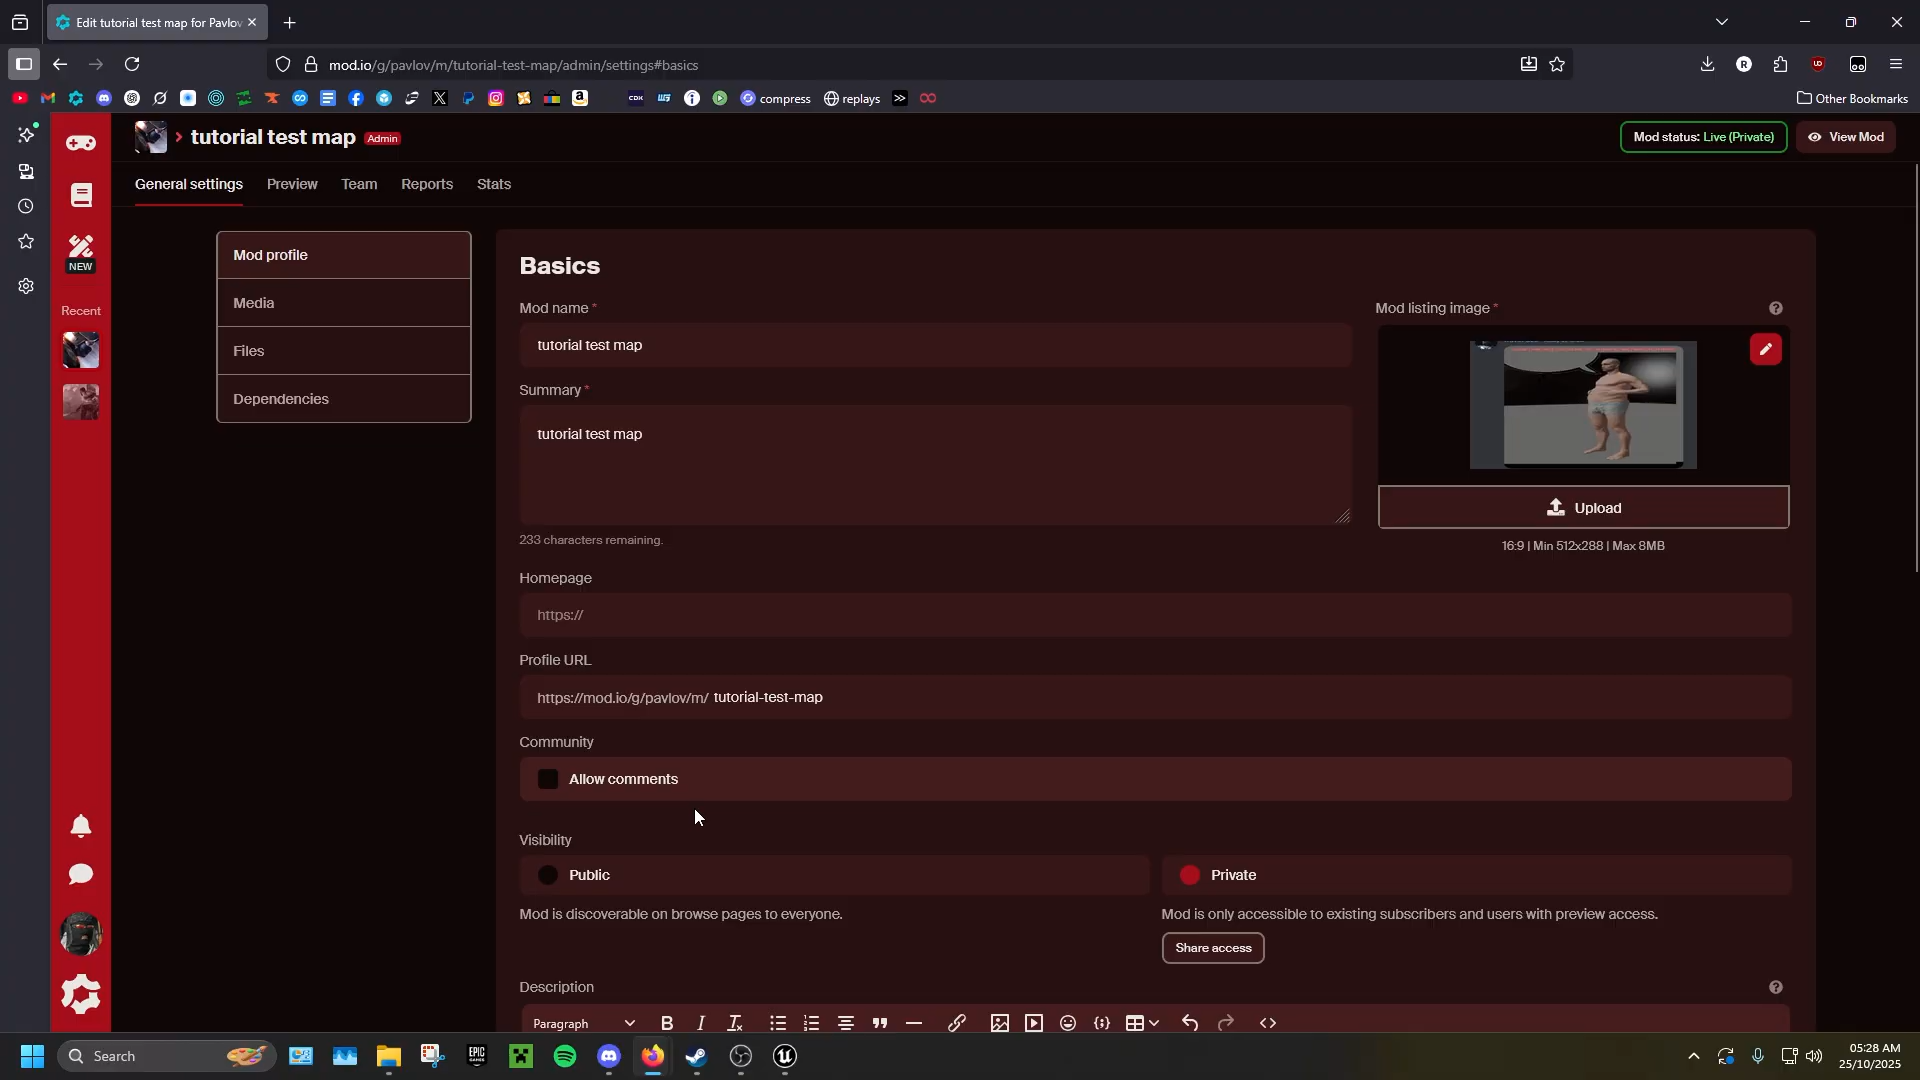 Edit tutorial test map for Pavlov
mod.io/g/pavlov/m/tutorial-test-map/admin/settings#basics
compress
replays
Other Bookmarks
tutorial test map
Admin
Mod status: Live (Private)
View Mod
General settings
Preview
Team
Reports
Stats
NEW
Recent
Mod profile
Media
Files
Dependencies
Basics
Mod name *
tutorial test map
Mod listing image *
Summary *
tutorial test map
233 characters remaining.
Upload
16:9 | Min 512x288 | Max 8MB
Homepage
https://
Profile URL
https://mod.io/g/pavlov/m/ tutorial-test-map
Community
Allow comments
Visibility
Public
Private
Mod is discoverable on browse pages to everyone.
Mod is only accessible to existing subscribers and users with preview access.
Share access
Description
Paragraph
B
I
Search
EPIC
GAMES
05:28 AM
25/10/2025